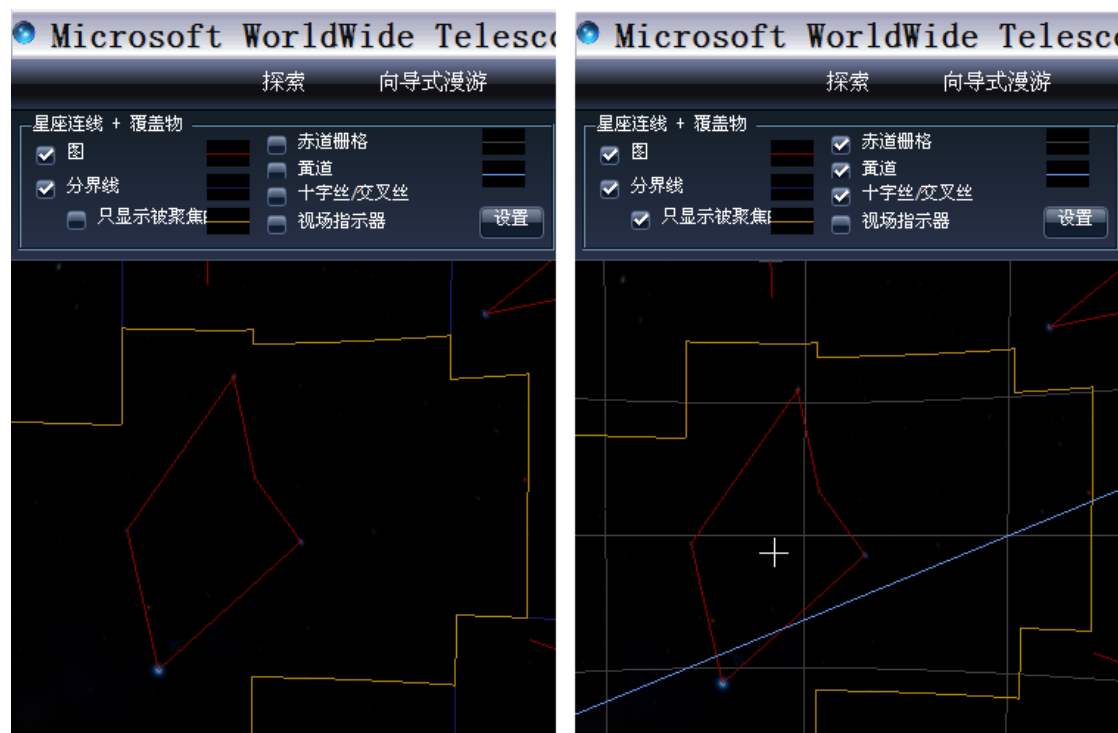 Microsoft WorldWide Telesc
探索 向导式漫游
星座连线 + 覆盖物
图
分界线
只显示被聚焦
赤道栅格
黄道
十字丝/交叉丝
视场指示器
设置
Microsoft WorldWide Telesc
探索 向导式漫游
星座连线 + 覆盖物
图
分界线
只显示被聚焦
赤道栅格
黄道
十字丝/交叉丝
视场指示器
设置